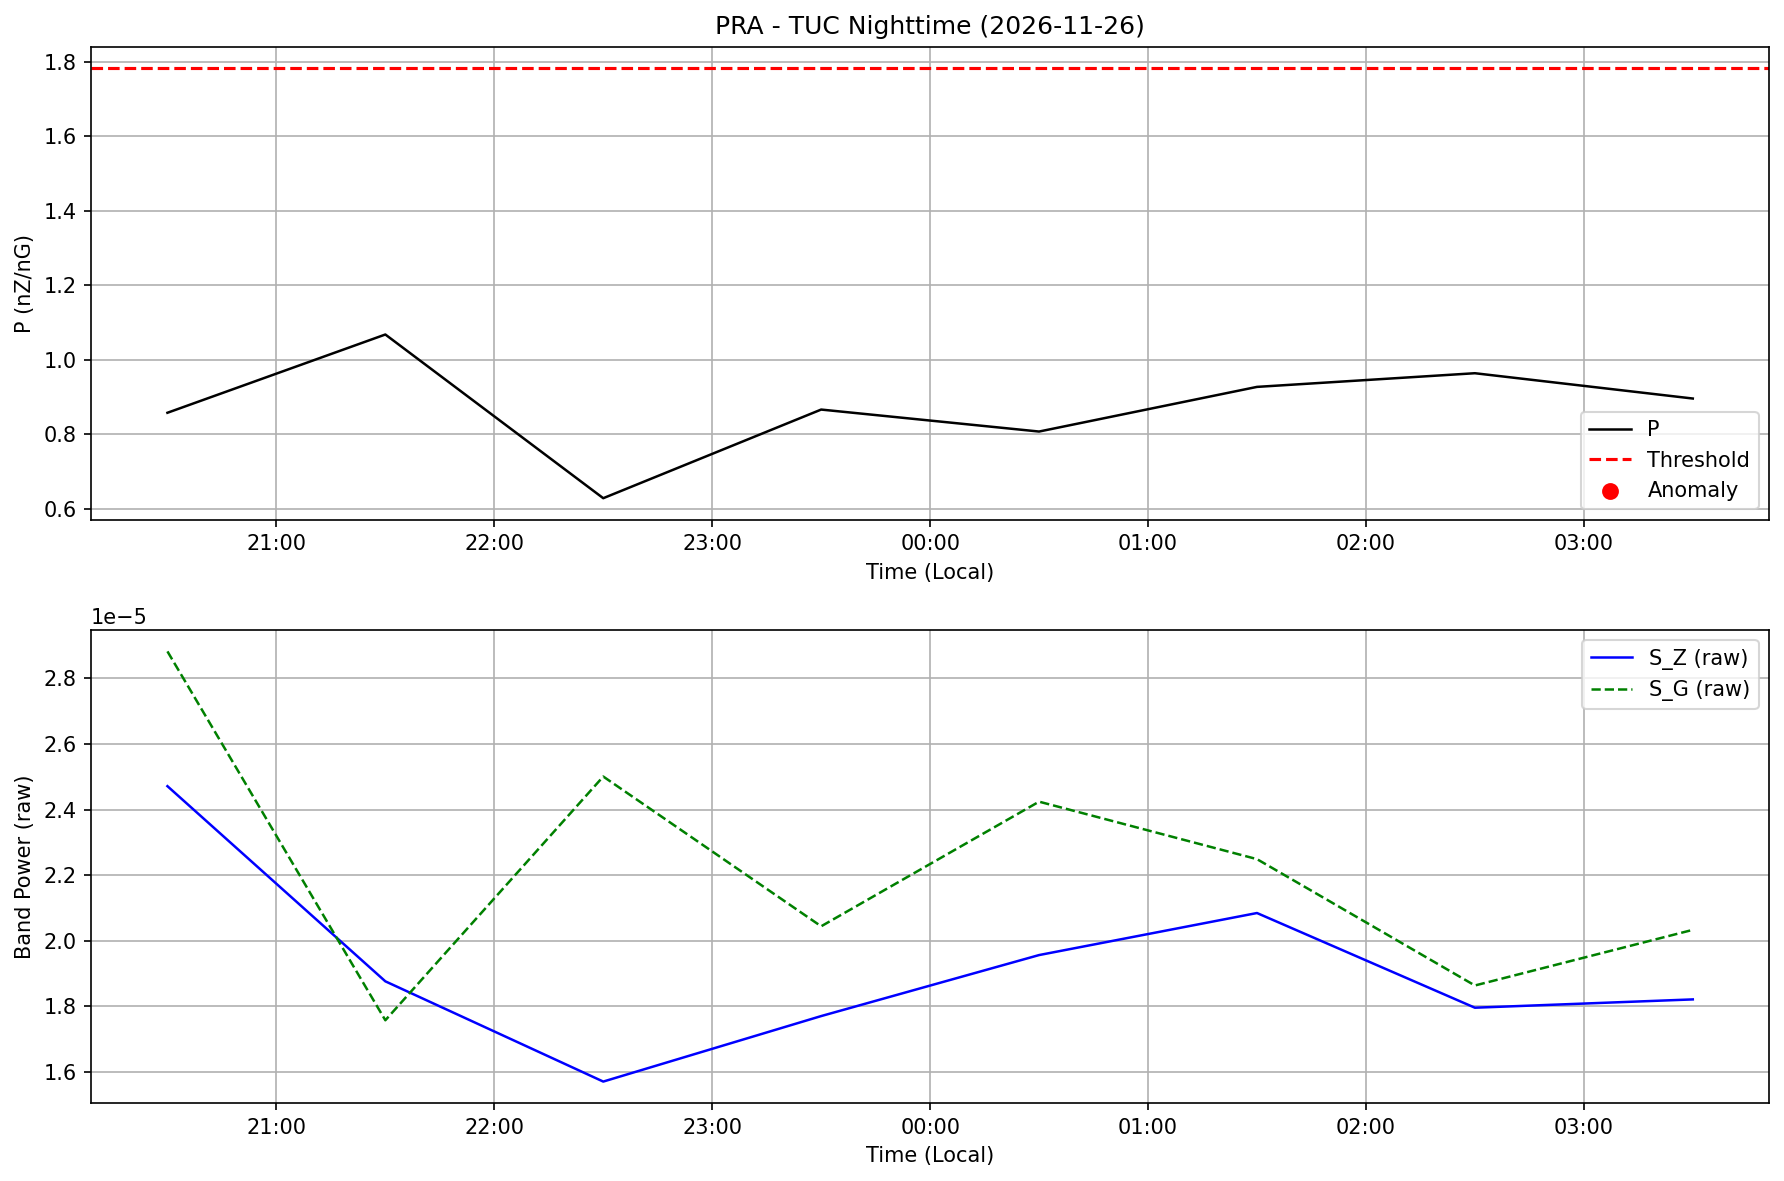 PRA - TUC Nighttime (2026-11-26)
P (nZ/nG)
1.8
1.6
1.4
1.2
1.0
0.8
0.6
P
Threshold
Anomaly
21:00 22:00 23:00 00:00 01:00 02:00 03:00
Time (Local)
1e−5
Band Power (raw)
2.8
2.6
2.4
2.2
2.0
1.8
1.6
S_Z (raw)
S_G (raw)
21:00 22:00 23:00 00:00 01:00 02:00 03:00
Time (Local)